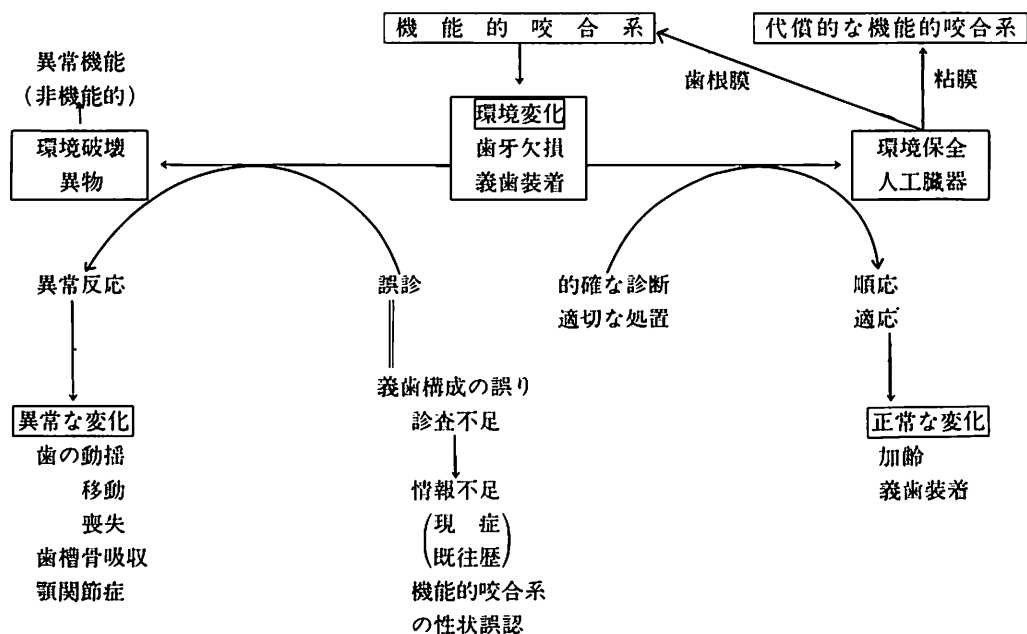 機能的咬合系
代償的な機能的咬合系
異常機能
(非機能的)
歯根膜
粘膜
環境変化
歯牙欠損
義歯装着
環境破壊
異物
環境保全
人工臓器
異常反応
誤診
的確な診断
適切な処置
順応
適応
義歯構成の誤り
診査不足
異常な変化
歯の動揺
移動
喪失
歯槽骨吸収
顎関節症
情報不足
(現 症
既往歴)
機能的咬合系
の性状誤認
正常な変化
加齢
義歯装着